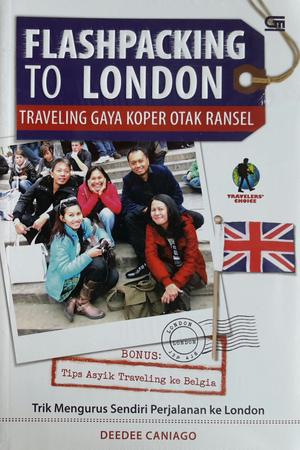 FLASHPACKING
TO LONDON
TRAVELING GAYA KOPER OTAK RANSEL
TRAVELERS'
CHOICE
LONDON
LONDON
BONUS:
Tips Asyik Traveling ke Belgia
Trik Mengurus Sendiri Perjalanan ke London
DEEDEE CANIAGO